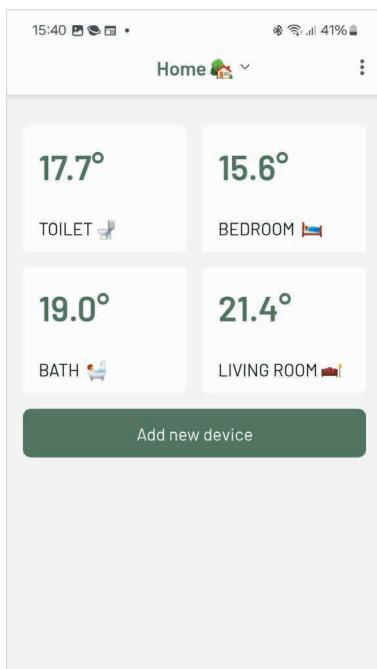 15:40 41%
Home
17.7°
TOILET
15.6°
BEDROOM
19.0°
BATH
21.4°
LIVING ROOM
Add new device